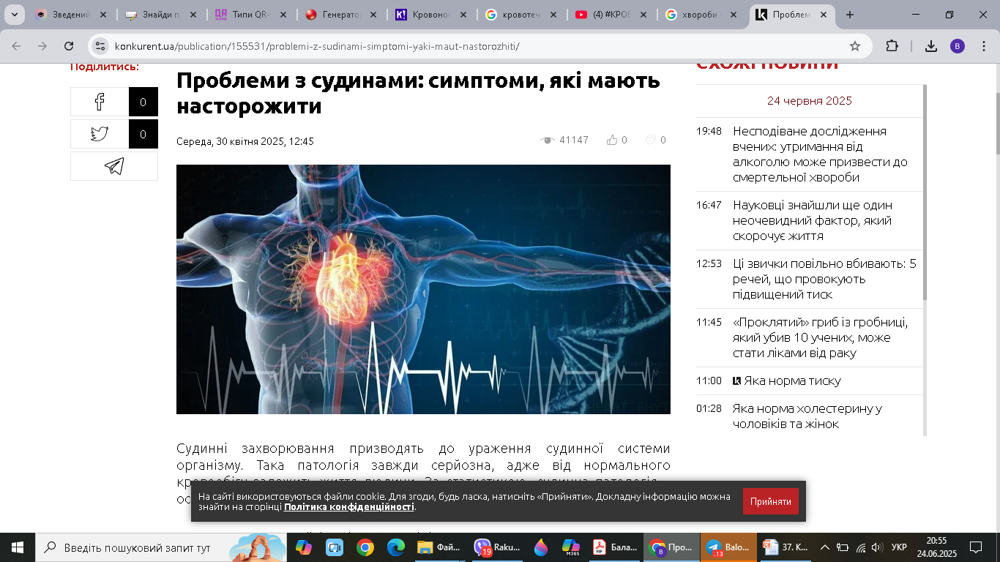 Зведений
Знайди п
Типи QR-
Генерато
Кровонос
кровотеч
(4) #КРОВ
хвороби
Проблем
konkurent.ua/publication/155531/problemi-z-sudinami-simptomi-yaki-maut-nastorozhiti/
В
Поділитись:
0
0
Проблеми з судинами: симптоми, які мають
насторожити
Середа, 30 квітня 2025, 12:45
41147
0
0
Судинні захворювання призводять до ураження судинної системи
організму. Така патологія завжди серйозна, адже від нормального
СХОЖІ НОВИНИ
24 червня 2025
19:48 Несподіване дослідження
вчених: утримання від
алкоголю може призвести до
смертельної хвороби
16:47 Науковці знайшли ще один
неочевидний фактор, який
скорочує життя
12:53 Ці звички повільно вбивають: 5
речей, що провокують
підвищений тиск
11:45 «Проклятий» гриб із гробниці,
який убив 10 учених, може
стати ліками від раку
11:00 Яка норма тиску
01:28 Яка норма холестерину у
чоловіків та жінок
На сайті використовуються файли cookie. Для згоди, будь ласка, натисніть «Прийняти». Докладну інформацію можна
знайти на сторінці Політика конфіденційності.
Прийняти
Введіть пошуковий запит тут
Фай...
19
Raku...
M365
Бала...
Про...
..13
Balo...
37. К...
УКР
20:55
24.06.2025